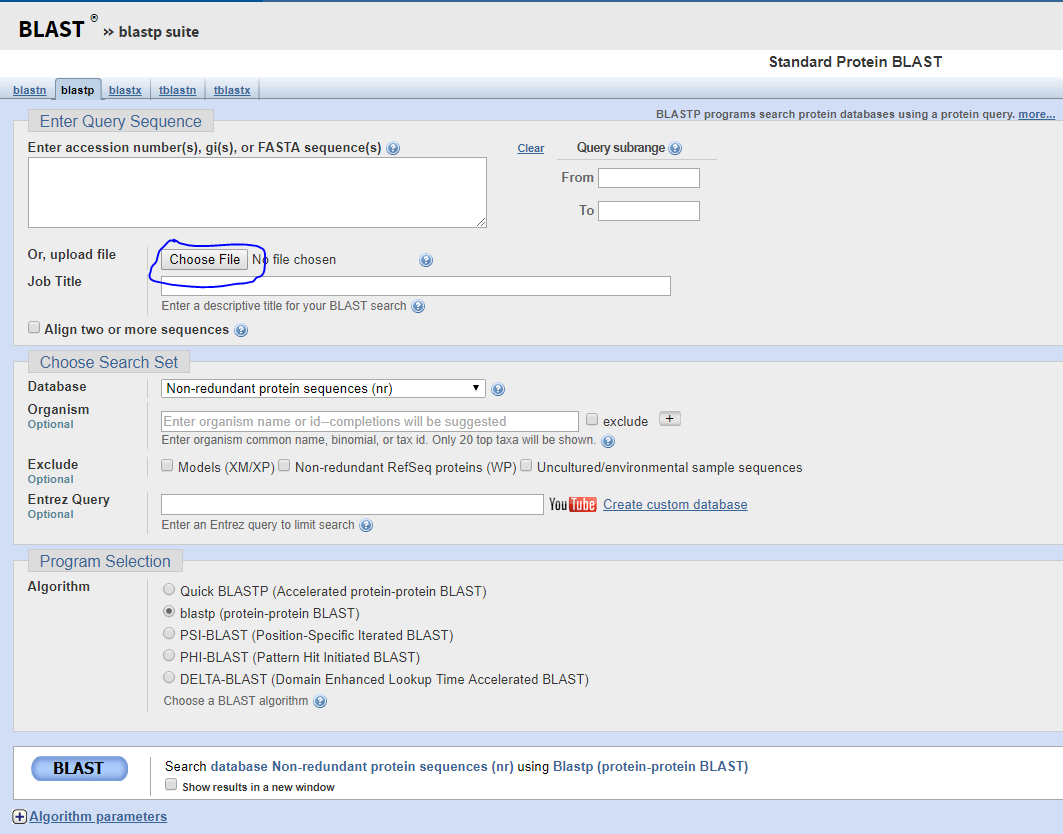 BLAST ® » blastp suite
Standard Protein BLAST
blastn blastp blastx tblastn tblastx
BLASTP programs search protein databases using a protein query. more...
Enter Query Sequence
Enter accession number(s), gi(s), or FASTA sequence(s) ? Clear Query subrange ?
From
To
Or, upload file Choose File No file chosen ?
Job Title
Enter a descriptive title for your BLAST search ?
Align two or more sequences ?
Choose Search Set
Database Non-redundant protein sequences (nr) ?
Organism
Optional
Enter organism name or id--completions will be suggested exclude +
Enter organism common name, binomial, or tax id. Only 20 top taxa will be shown. ?
Exclude
Optional
Models (XM/XP) Non-redundant RefSeq proteins (WP) Uncultured/environmental sample sequences
Entrez Query
Optional
YouTube Create custom database
Enter an Entrez query to limit search ?
Program Selection
Algorithm
Quick BLASTP (Accelerated protein-protein BLAST)
blastp (protein-protein BLAST)
PSI-BLAST (Position-Specific Iterated BLAST)
PHI-BLAST (Pattern Hit Initiated BLAST)
DELTA-BLAST (Domain Enhanced Lookup Time Accelerated BLAST)
Choose a BLAST algorithm ?
BLAST Search database Non-redundant protein sequences (nr) using Blastp (protein-protein BLAST)
Show results in a new window
+ Algorithm parameters